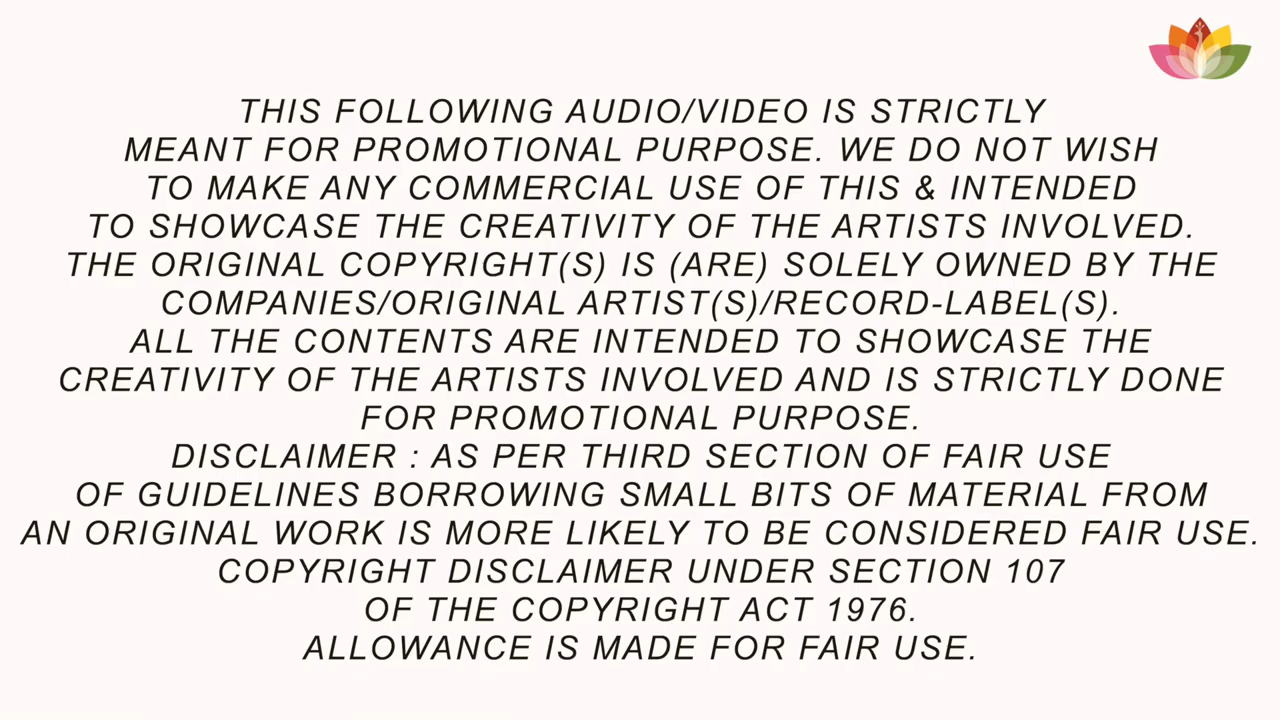 THIS FOLLOWING AUDIO/VIDEO IS STRICTLY
MEANT FOR PROMOTIONAL PURPOSE. WE DO NOT WISH
TO MAKE ANY COMMERCIAL USE OF THIS & INTENDED
TO SHOWCASE THE CREATIVITY OF THE ARTISTS INVOLVED.
THE ORIGINAL COPYRIGHT(S) IS (ARE) SOLELY OWNED BY THE
COMPANIES/ORIGINAL ARTIST(S)/RECORD-LABEL(S).
ALL THE CONTENTS ARE INTENDED TO SHOWCASE THE
CREATIVITY OF THE ARTISTS INVOLVED AND IS STRICTLY DONE
FOR PROMOTIONAL PURPOSE.
DISCLAIMER : AS PER THIRD SECTION OF FAIR USE
OF GUIDELINES BORROWING SMALL BITS OF MATERIAL FROM
AN ORIGINAL WORK IS MORE LIKELY TO BE CONSIDERED FAIR USE.
COPYRIGHT DISCLAIMER UNDER SECTION 107
OF THE COPYRIGHT ACT 1976.
ALLOWANCE IS MADE FOR FAIR USE.